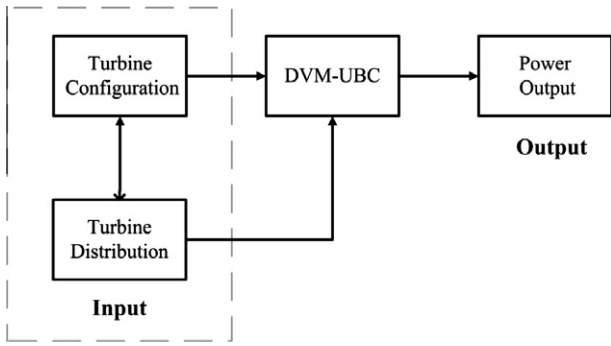 Turbine
Configuration
DVM-UBC
Power
Output
Output
Turbine
Distribution
Input